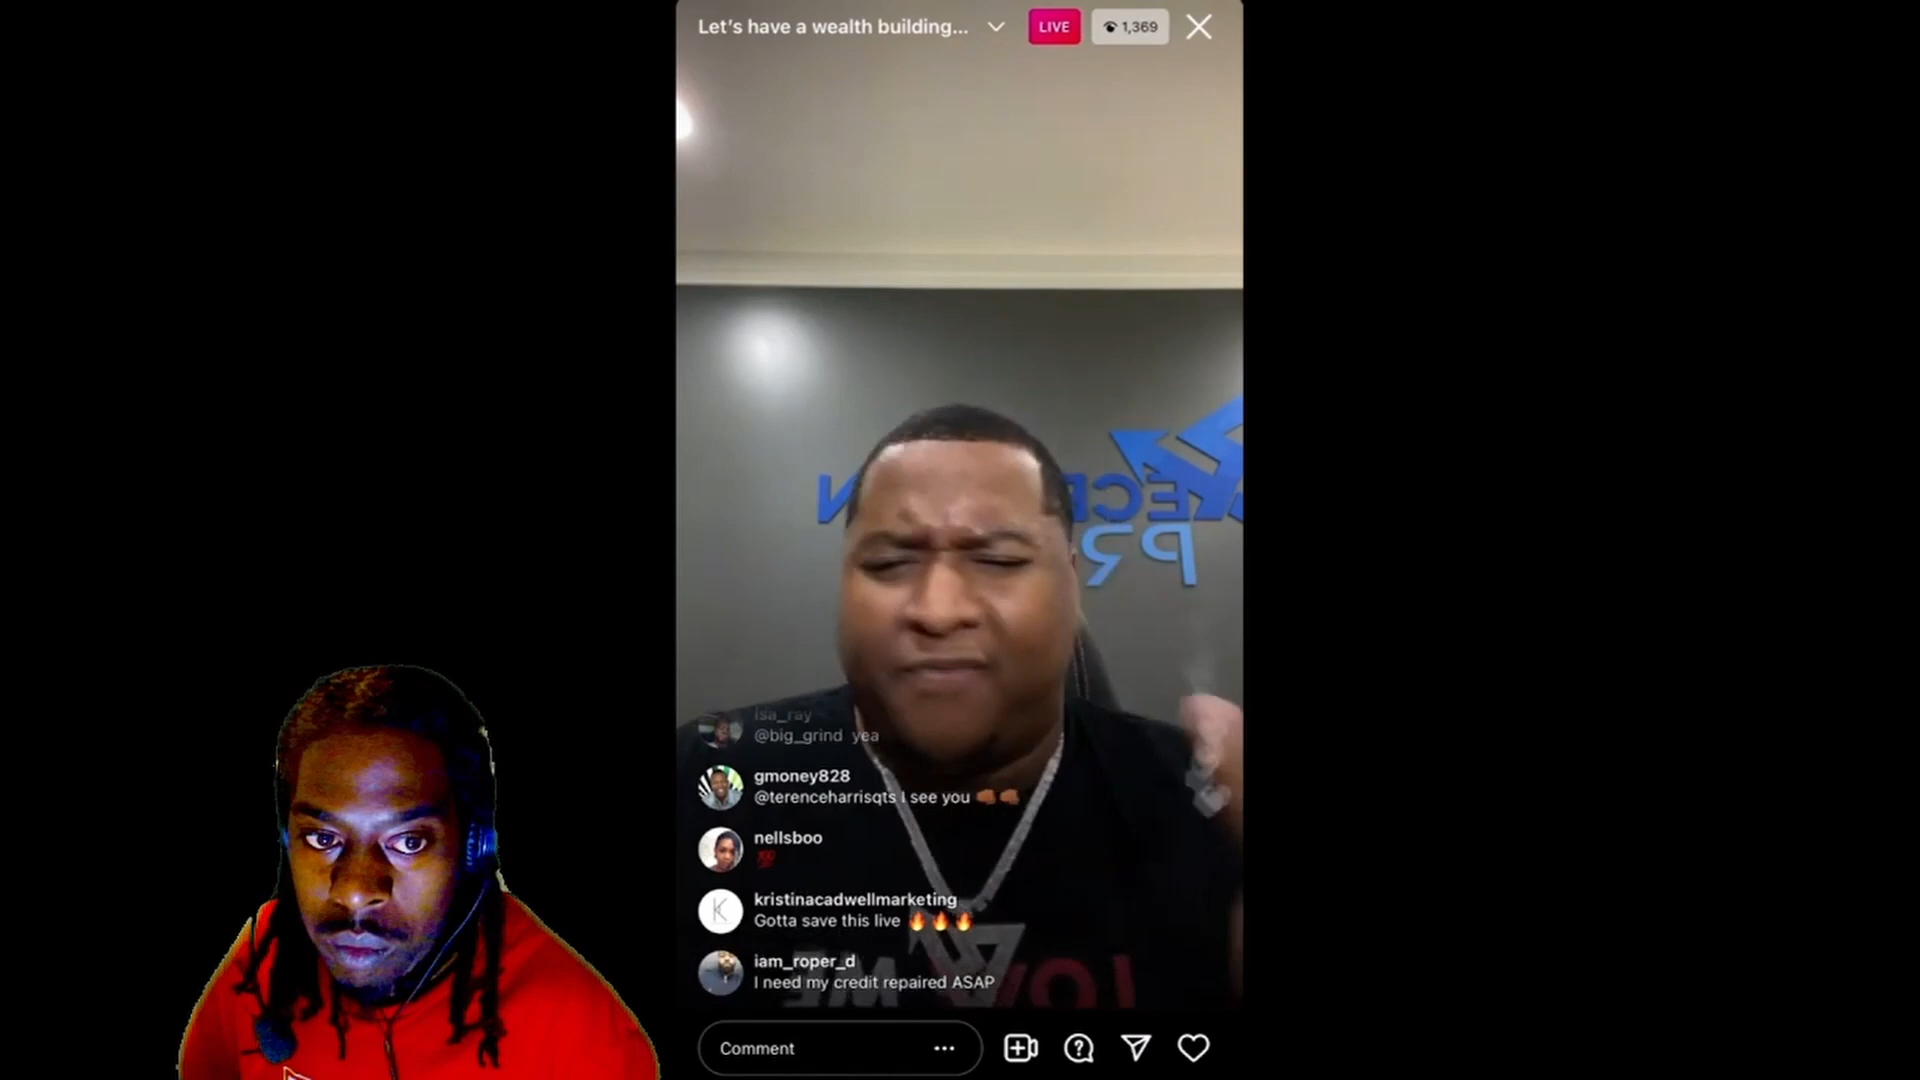 Let's have a wealth building...
LIVE
1,369
isa_ray
@big_grind yea
gmoney828
@terenceharrisqts I see you 👊🏾👊🏾
nellsboo
💯
kristinacadwellmarketing
Gotta save this live 🔥🔥🔥
iam_roper_d
I need my credit repaired ASAP
Comment